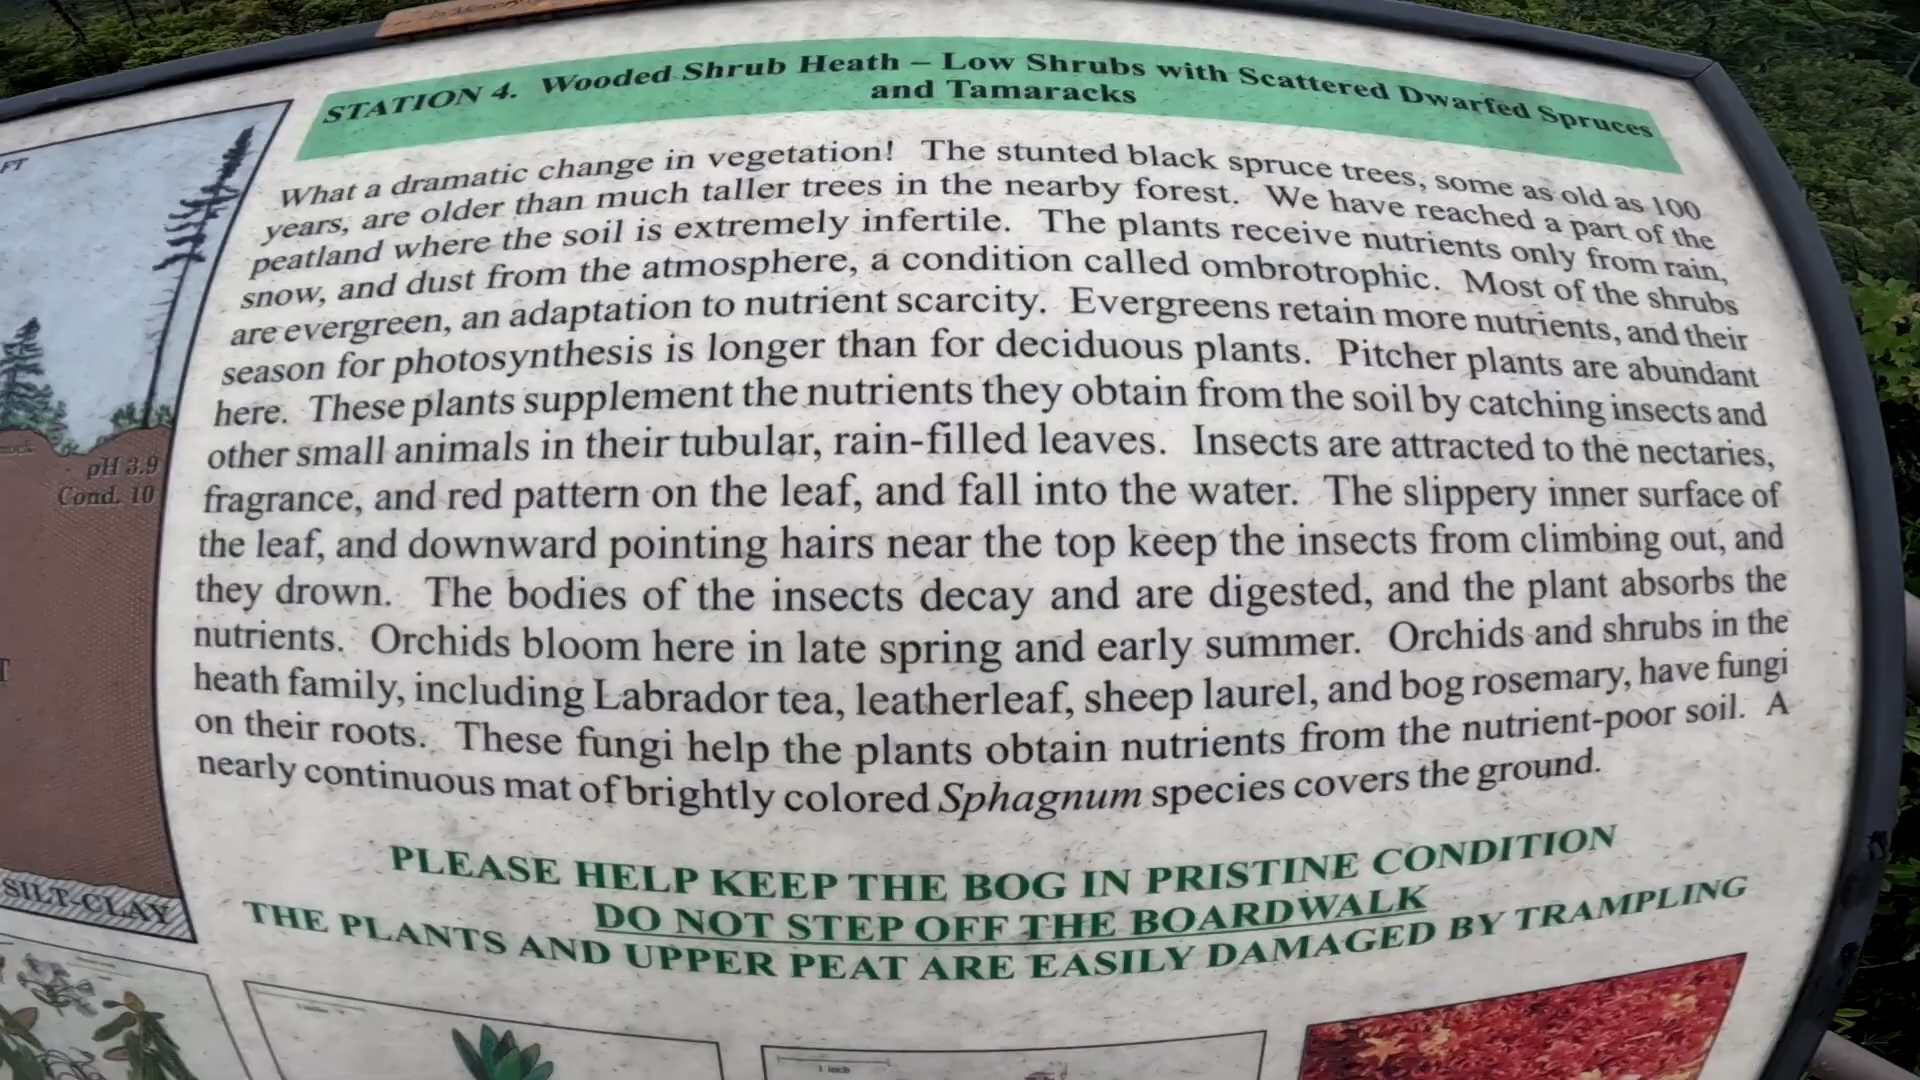 STATION 4. Wooded Shrub Heath – Low Shrubs with Scattered Dwarfed Spruces
and Tamaracks
What a dramatic change in vegetation! The stunted black spruce trees, some as old as 100
years, are older than much taller trees in the nearby forest. We have reached a part of the
peatland where the soil is extremely infertile. The plants receive nutrients only from rain,
snow, and dust from the atmosphere, a condition called ombrotrophic. Most of the shrubs
are evergreen, an adaptation to nutrient scarcity. Evergreens retain more nutrients, and their
season for photosynthesis is longer than for deciduous plants. Pitcher plants are abundant
here. These plants supplement the nutrients they obtain from the soil by catching insects and
other small animals in their tubular, rain-filled leaves. Insects are attracted to the nectaries,
fragrance, and red pattern on the leaf, and fall into the water. The slippery inner surface of
the leaf, and downward pointing hairs near the top keep the insects from climbing out, and
they drown. The bodies of the insects decay and are digested, and the plant absorbs the
nutrients. Orchids bloom here in late spring and early summer. Orchids and shrubs in the
heath family, including Labrador tea, leatherleaf, sheep laurel, and bog rosemary, have fungi
on their roots. These fungi help the plants obtain nutrients from the nutrient-poor soil. A
nearly continuous mat of brightly colored Sphagnum species covers the ground.
PLEASE HELP KEEP THE BOG IN PRISTINE CONDITION
DO NOT STEP OFF THE BOARDWALK
THE PLANTS AND UPPER PEAT ARE EASILY DAMAGED BY TRAMPLING
FT
pH 3.9
Cond. 10
T
SILT-CLAY
1 inch